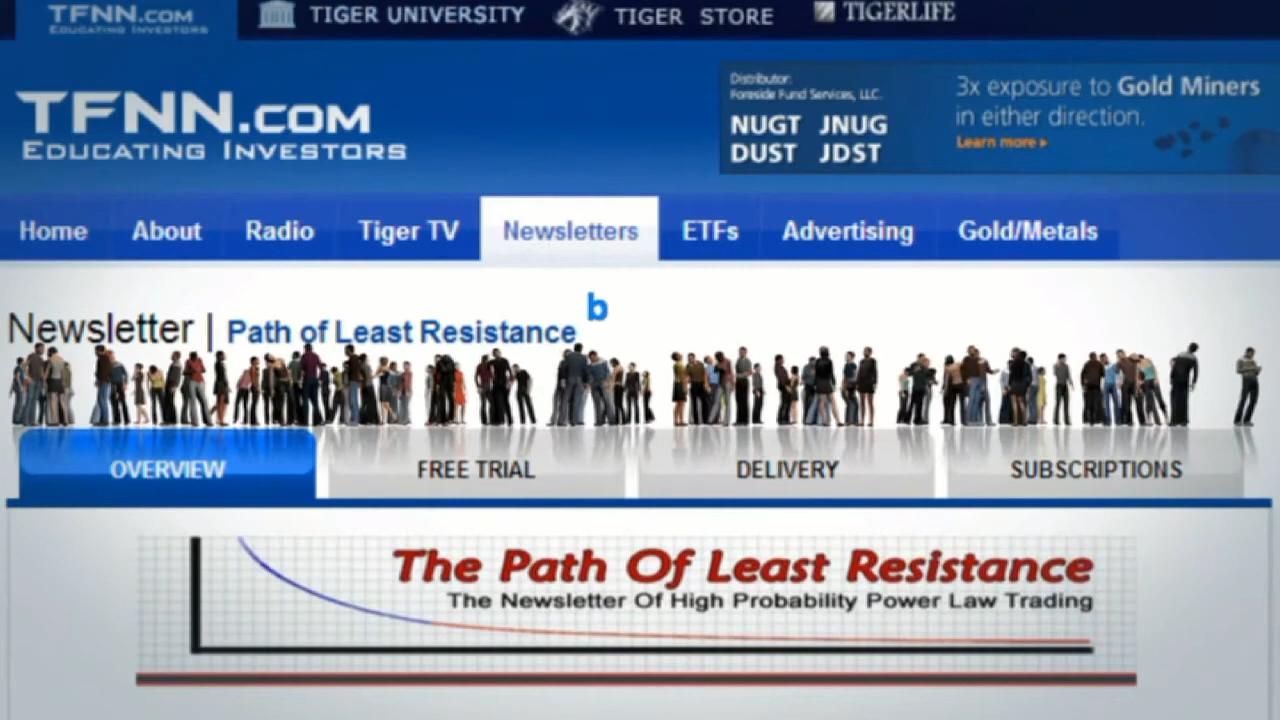 TFNN.COM
EDUCATING INVESTORS
TIGER UNIVERSITY
TIGER STORE
TIGERLIFE
TFNN.COM
EDUCATING INVESTORS
Distributor:
Foreside Fund Services, LLC.
NUGT JNUG
DUST JDST
3x exposure to Gold Miners
in either direction.
Learn more
Home About Radio Tiger TV Newsletters ETFs Advertising Gold/Metals
b
Newsletter | Path of Least Resistance
OVERVIEW FREE TRIAL DELIVERY SUBSCRIPTIONS
The Path Of Least Resistance
The Newsletter Of High Probability Power Law Trading